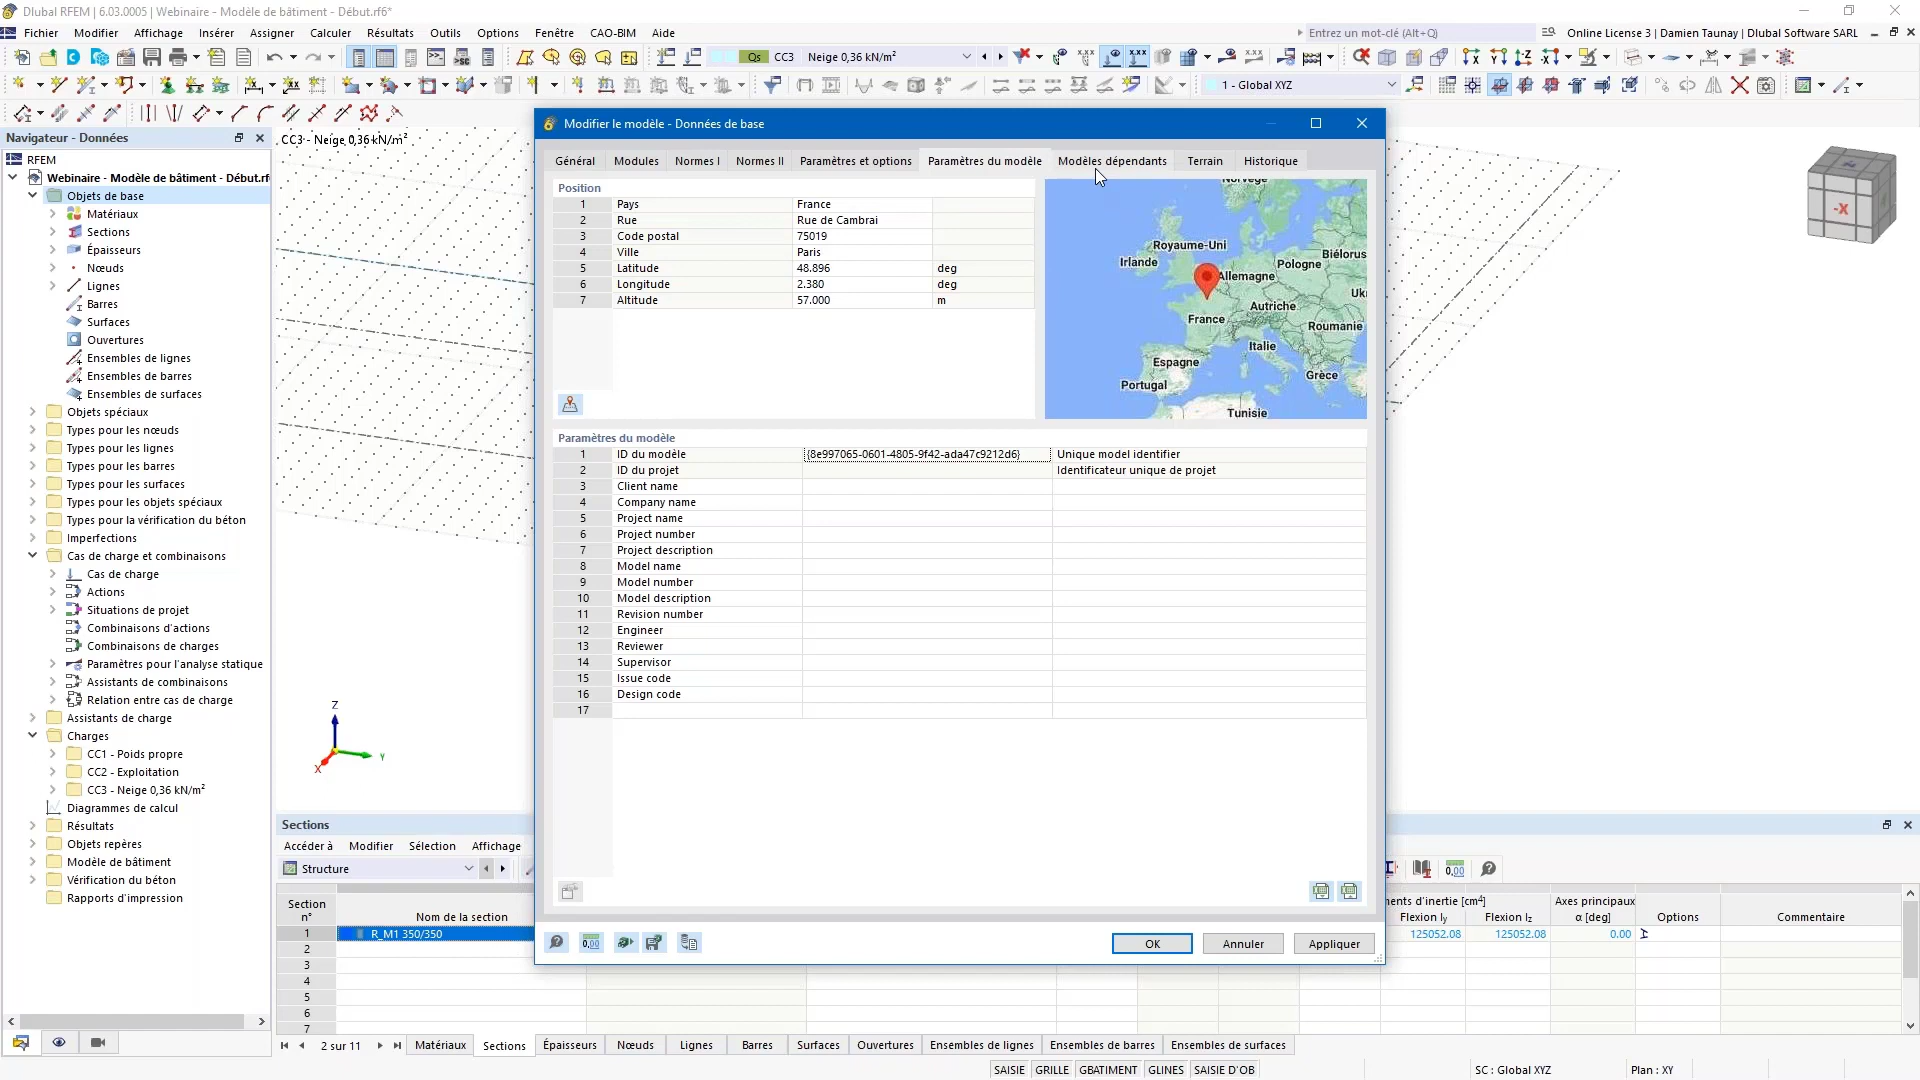 Dlubal RFEM | 6.03.0005 | Webinaire - Modèle de bâtiment - Début.rf6*
Fichier Modifier Affichage Insérer Assigner Calculer Résultats Outils Options Fenêtre CAO-BIM Aide
Entrez un mot-clé (Alt+Q)
Online License 3 | Damien Taunay | Dlubal Software SARL
Qs CC3 Neige 0,36 kN/m²
1 - Global XYZ
Navigateur - Données
RFEM
Webinaire - Modèle de bâtiment - Début.rf
Objets de base
Matériaux
Sections
Épaisseurs
Nœuds
Lignes
Barres
Surfaces
Ouvertures
Ensembles de lignes
Ensembles de barres
Ensembles de surfaces
Objets spéciaux
Types pour les nœuds
Types pour les lignes
Types pour les barres
Types pour les surfaces
Types pour les objets spéciaux
Types pour la vérification du béton
Imperfections
Cas de charge et combinaisons
Cas de charge
Actions
Situations de projet
Combinaisons d'actions
Combinaisons de charges
Paramètres pour l'analyse statique
Assistants de combinaisons
Relation entre cas de charge
Assistants de charge
Charges
CC1 - Poids propre
CC2 - Exploitation
CC3 - Neige 0,36 kN/m²
Diagrammes de calcul
Résultats
Objets repères
Modèle de bâtiment
Vérification du béton
Rapports d'impression
CC3 - Neige 0,36 kN/m²
Z
Y
X
-X
Modifier le modèle - Données de base
Général Modules Normes I Normes II Paramètres et options Paramètres du modèle Modèles dépendants Terrain Historique
Position
1 Pays France
2 Rue Rue de Cambrai
3 Code postal 75019
4 Ville Paris
5 Latitude 48.896 deg
6 Longitude 2.380 deg
7 Altitude 57.000 m
Norvège
Royaume-Uni
Biélorus
Irlande
Pologne
Allemagne
Uk
Autriche
France
Roumanie
Italie
Espagne
Grèce
Portugal
Tunisie
Paramètres du modèle
1 ID du modèle {8e997065-0601-4805-9f42-ada47c9212d6} Unique model identifier
2 ID du projet Identificateur unique de projet
3 Client name
4 Company name
5 Project name
6 Project number
7 Project description
8 Model name
9 Model number
10 Model description
11 Revision number
12 Engineer
13 Reviewer
14 Supervisor
15 Issue code
16 Design code
17
OK Annuler Appliquer
Sections
Accéder à Modifier Sélection Affichage
Structure
Section n° Nom de la section
ents d'inertie [cm4] Axes principaux
Flexion Iy Flexion Iz α [deg] Options Commentaire
1 R_M1 350/350 125052.08 125052.08 0.00
2
3
4
5
6
7
2 sur 11 Matériaux Sections Épaisseurs Nœuds Lignes Barres Surfaces Ouvertures Ensembles de lignes Ensembles de barres Ensembles de surfaces
SAISIE GRILLE GBATIMENT GLINES SAISIE D'OB SC : Global XYZ Plan : XY